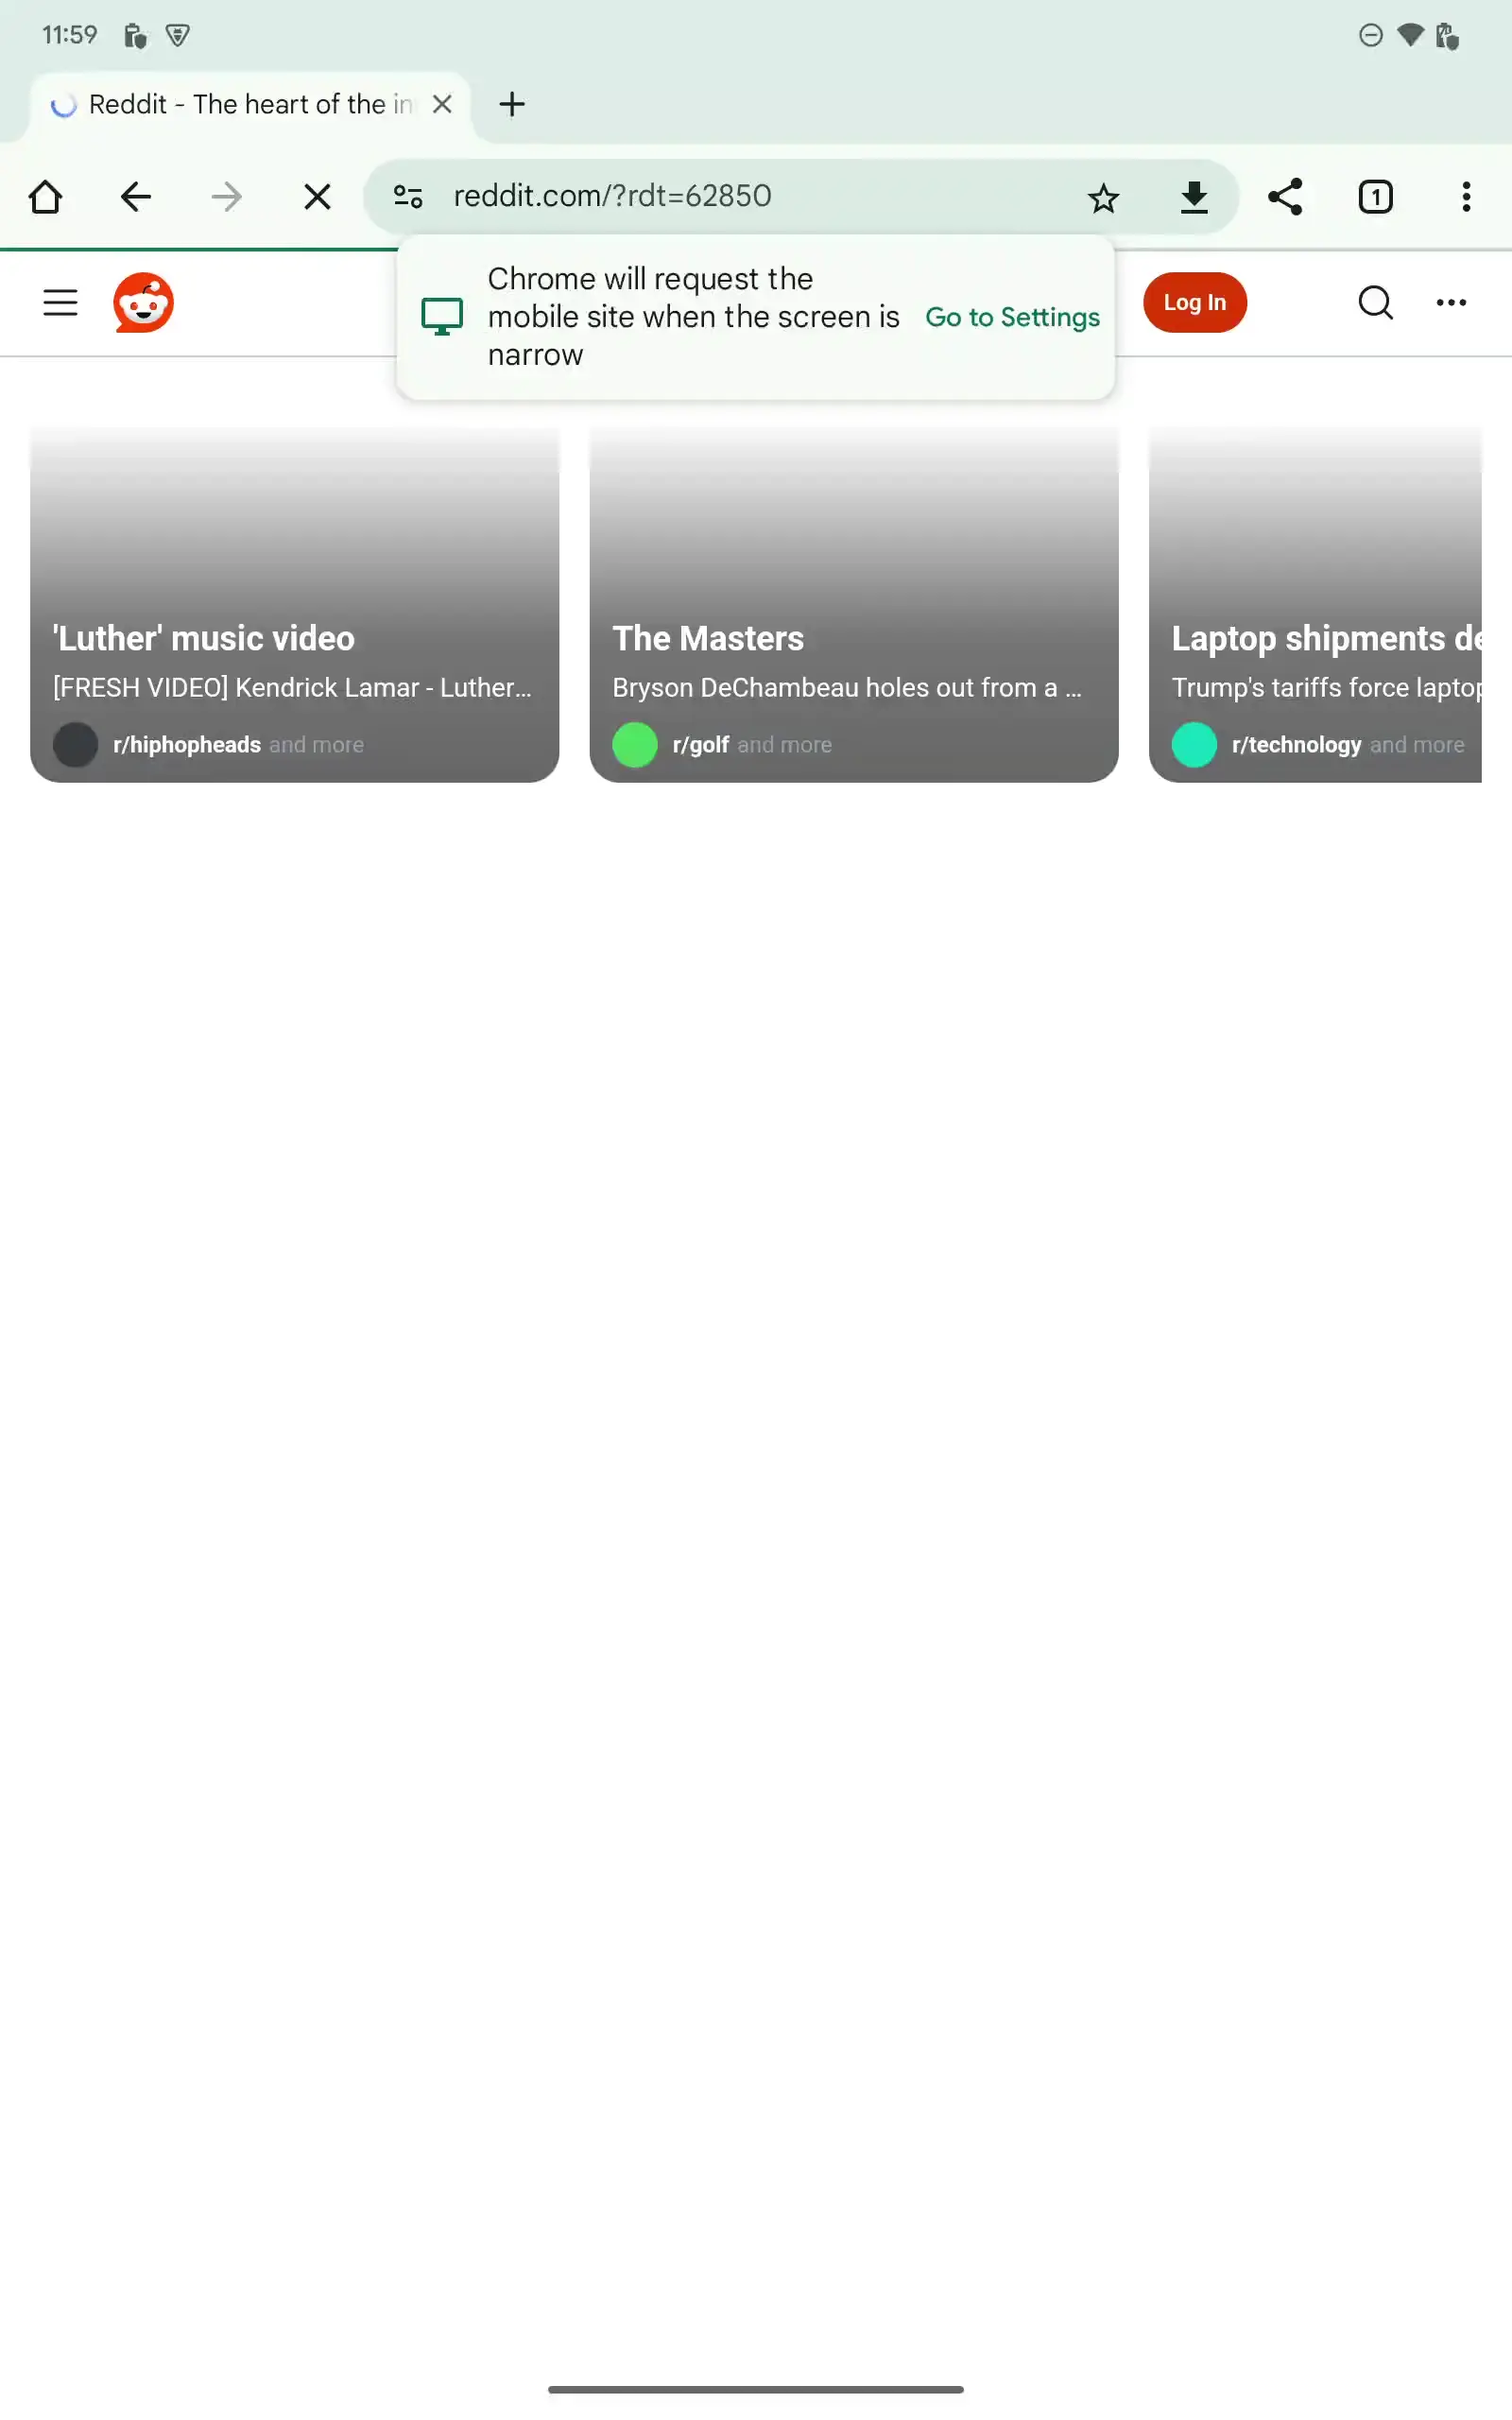 11:59
Reddit - The heart of the in
reddit.com/?rdt=62850
1
Chrome will request the
mobile site when the screen is
narrow
Go to Settings
Log In
'Luther' music video
[FRESH VIDEO] Kendrick Lamar - Luther...
r/hiphopheads and more
The Masters
Bryson DeChambeau holes out from a ...
r/golf and more
Laptop shipments de
Trump's tariffs force laptop
r/technology and more